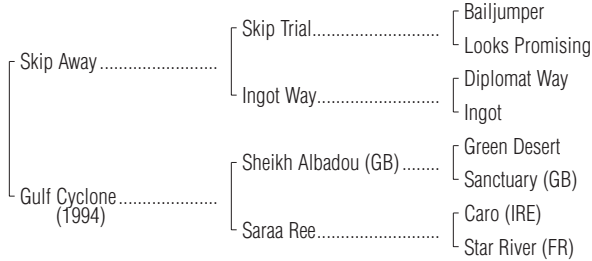 Bailjumper
Skip Trial
Looks Promising
Skip Away
Diplomat Way
Ingot Way
Ingot
Green Desert
Sheikh Albadou (GB)
Sanctuary (GB)
Gulf Cyclone
(1994)
Caro (IRE)
Saraa Ree
Star River (FR)